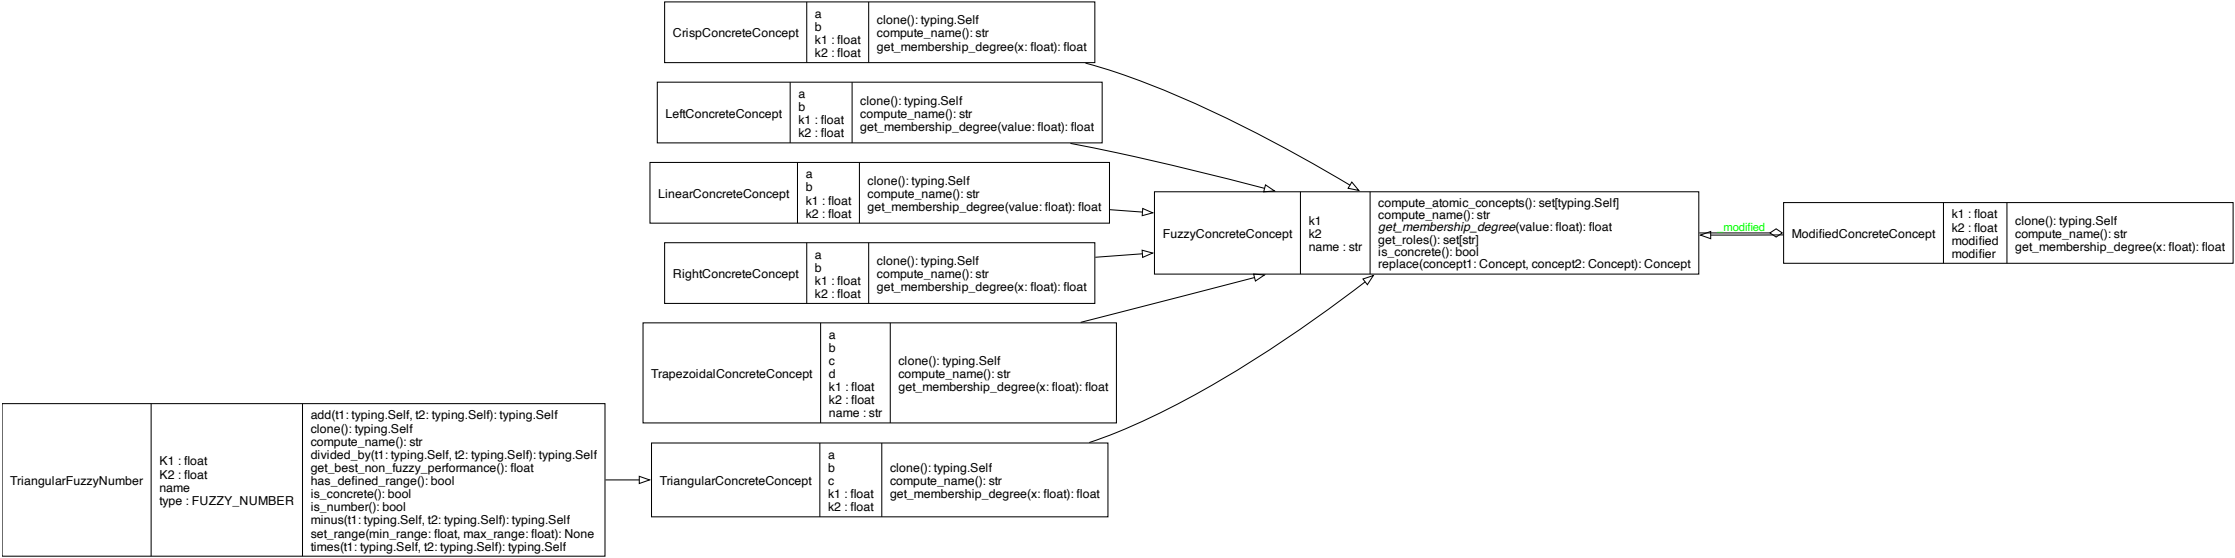 CrispConcreteConcept
a
b
k1 : float
k2 : float
clone(): typing.Self
compute_name(): str
get_membership_degree(x: float): float
LeftConcreteConcept
a
b
k1 : float
k2 : float
clone(): typing.Self
compute_name(): str
get_membership_degree(value: float): float
LinearConcreteConcept
a
b
k1 : float
k2 : float
clone(): typing.Self
compute_name(): str
get_membership_degree(value: float): float
RightConcreteConcept
a
b
k1 : float
k2 : float
clone(): typing.Self
compute_name(): str
get_membership_degree(x: float): float
TrapezoidalConcreteConcept
a
b
c
d
k1 : float
k2 : float
name : str
clone(): typing.Self
compute_name(): str
get_membership_degree(x: float): float
TriangularFuzzyNumber
K1 : float
K2 : float
name
type : FUZZY_NUMBER
add(t1: typing.Self, t2: typing.Self): typing.Self
clone(): typing.Self
compute_name(): str
divided_by(t1: typing.Self, t2: typing.Self): typing.Self
get_best_non_fuzzy_performance(): float
has_defined_range(): bool
is_concrete(): bool
is_number(): bool
minus(t1: typing.Self, t2: typing.Self): typing.Self
set_range(min_range: float, max_range: float): None
times(t1: typing.Self, t2: typing.Self): typing.Self
TriangularConcreteConcept
a
b
c
k1 : float
k2 : float
clone(): typing.Self
compute_name(): str
get_membership_degree(x: float): float
FuzzyConcreteConcept
k1
k2
name : str
compute_atomic_concepts(): set[typing.Self]
compute_name(): str
get_membership_degree(value: float): float
get_roles(): set[str]
is_concrete(): bool
replace(concept1: Concept, concept2: Concept): Concept
modified
ModifiedConcreteConcept
k1 : float
k2 : float
modified
modifier
clone(): typing.Self
compute_name(): str
get_membership_degree(x: float): float